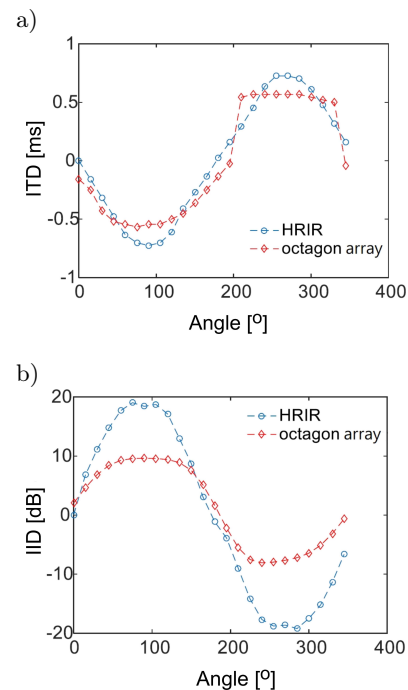 a)
1
0.5
0
-0.5
-1
ITD [ms]
HRIR
octagon array
0
100
200
300
400
Angle [º]
b)
20
10
0
-10
-20
IID [dB]
HRIR
octagon array
0
100
200
300
400
Angle [º]